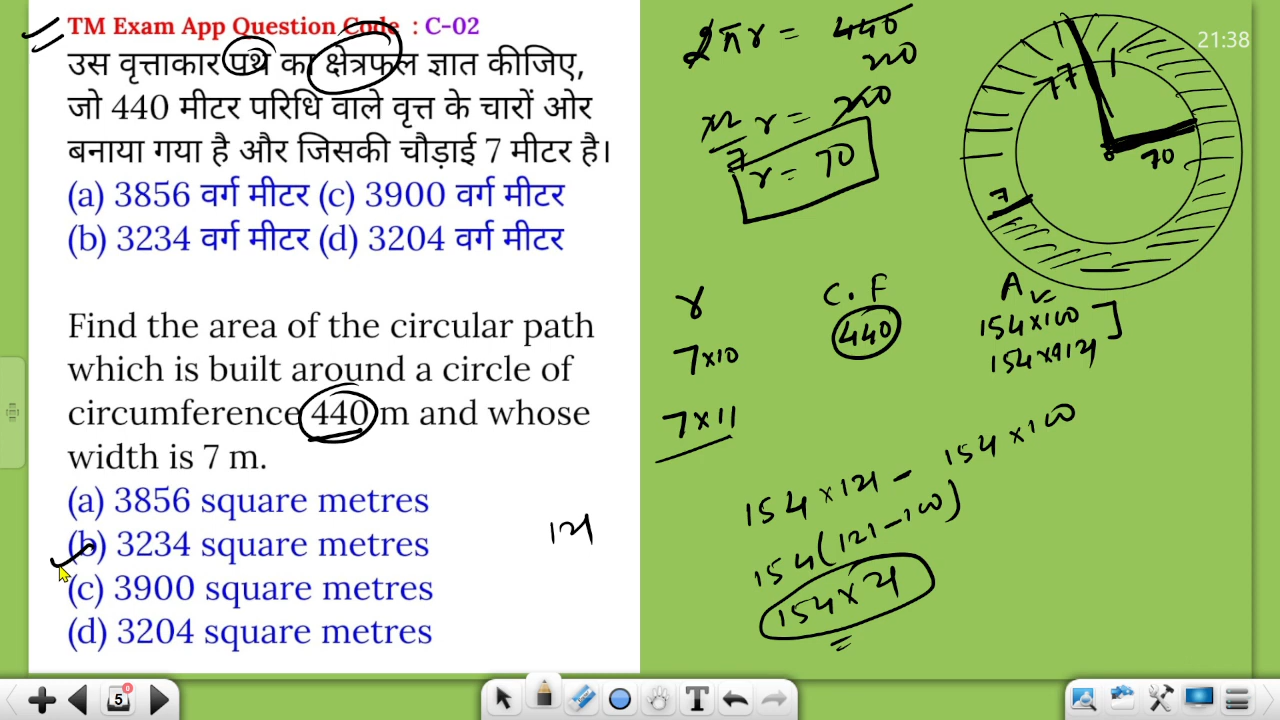 TM Exam App Question Code : C-02
उस वृत्ताकार पथ का क्षेत्रफल ज्ञात कीजिए,
जो 440 मीटर परिधि वाले वृत्त के चारों ओर
बनाया गया है और जिसकी चौड़ाई 7 मीटर है।
(a) 3856 वर्ग मीटर (c) 3900 वर्ग मीटर
(b) 3234 वर्ग मीटर (d) 3204 वर्ग मीटर
Find the area of the circular path
which is built around a circle of
circumference 440 m and whose
width is 7 m.
(a) 3856 square metres
(b) 3234 square metres
(c) 3900 square metres
(d) 3204 square metres
121
2πr = 440
220
22/7 r = 220
r = 70
21:38
77
70
7
r C.F A
7×10 440 154×100
7×11
154×121 - 154×100
154(121-100)
154×21
5
T